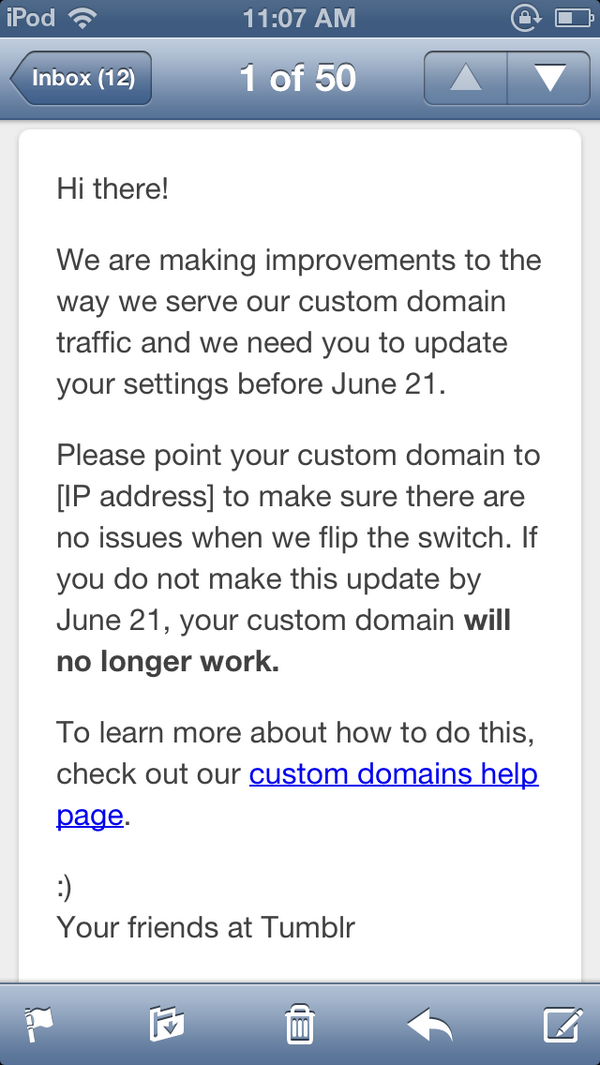 iPod 11:07 AM
Inbox (12) 1 of 50
Hi there!
We are making improvements to the
way we serve our custom domain
traffic and we need you to update
your settings before June 21.
Please point your custom domain to
[IP address] to make sure there are
no issues when we flip the switch. If
you do not make this update by
June 21, your custom domain will
no longer work.
To learn more about how to do this,
check out our custom domains help
page.
:)
Your friends at Tumblr